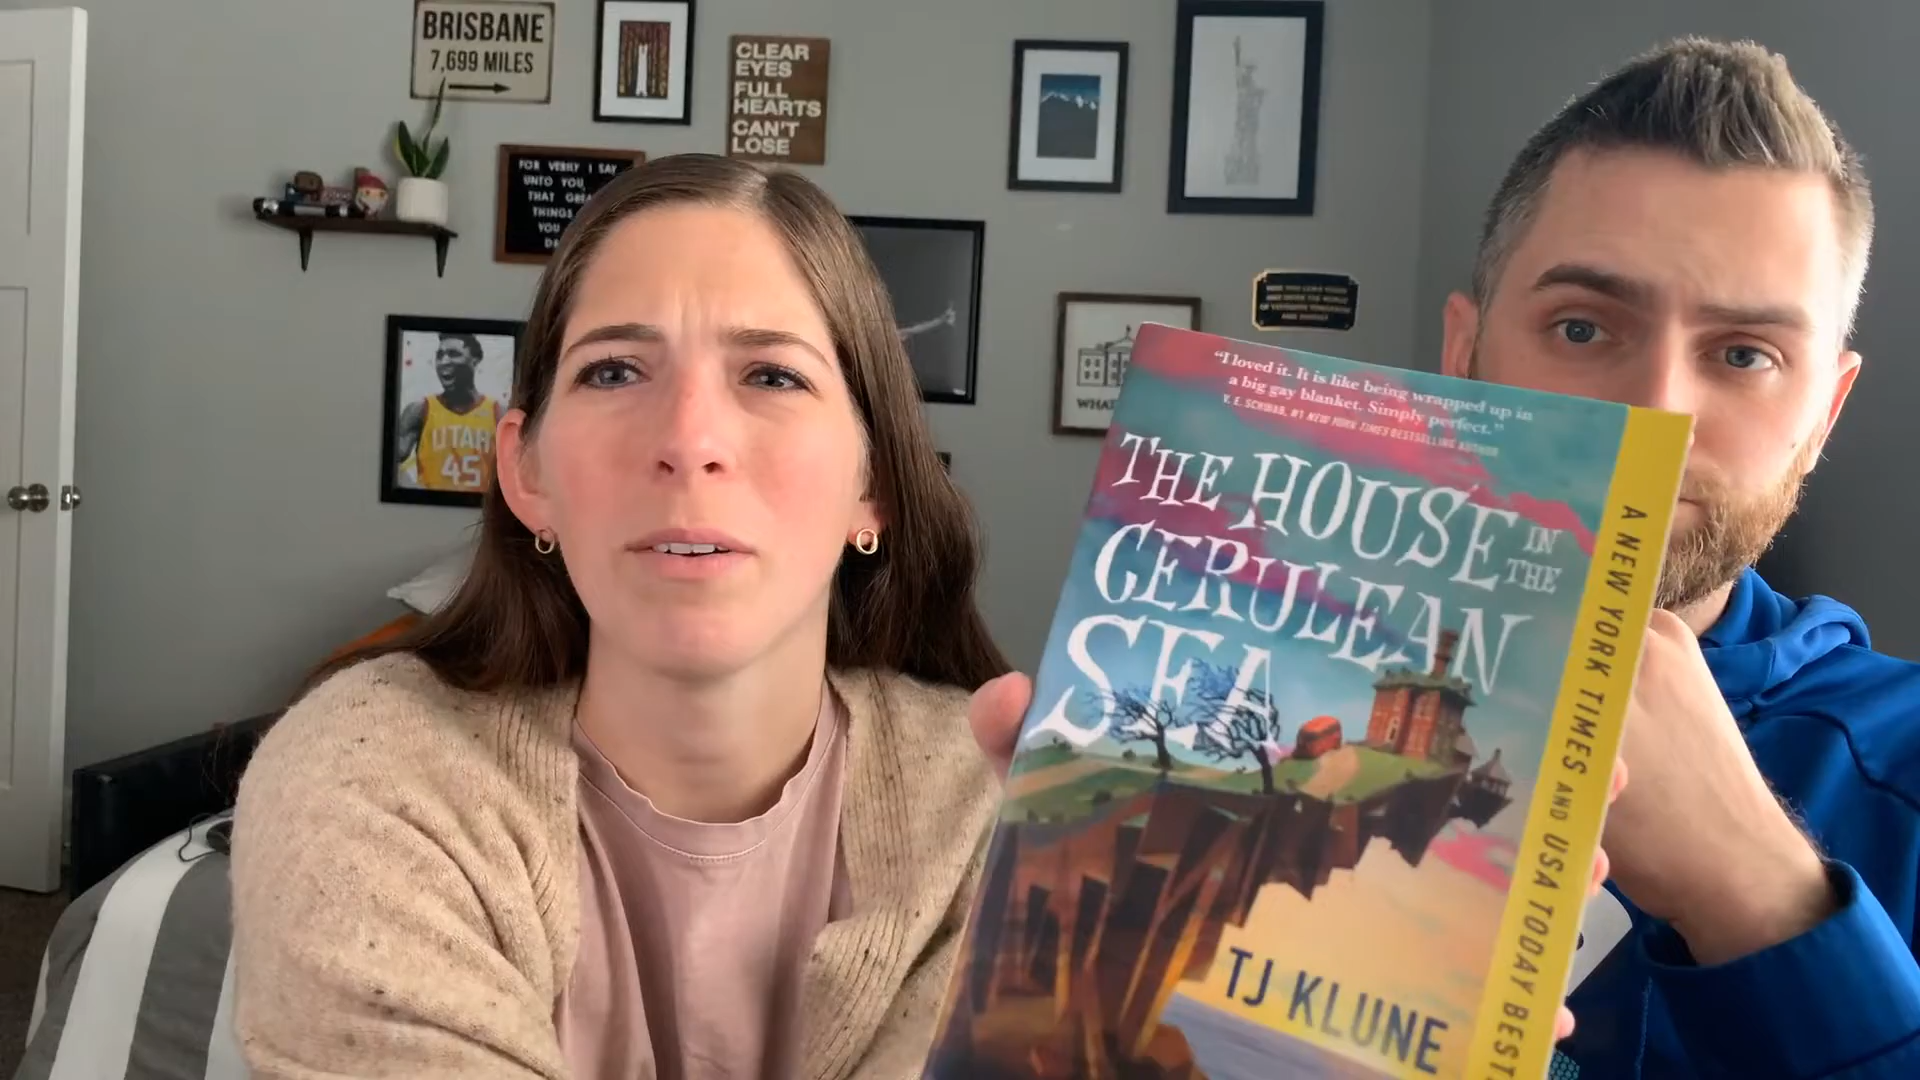 BRISBANE
7,699 MILES
CLEAR
EYES
FULL
HEARTS
CAN'T
LOSE
FOR VERILY I SAY
UNTO YOU,
THAT
THINGS
YOU
UTAH
45
"I loved it. It is like being wrapped up in
a big gay blanket. Simply perfect."
V. E. SCHWAB, #1 NEW YORK TIMES BESTSELLING AUTHOR
THE HOUSE IN THE
CERULEAN
SEA
TJ KLUNE
A NEW YORK TIMES AND USA TODAY